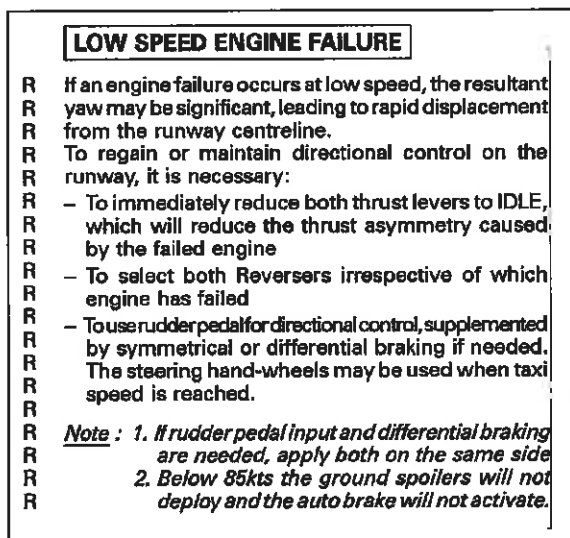 LOW SPEED ENGINE FAILURE
R If an engine failure occurs at low speed, the resultant
R yaw may be significant, leading to rapid displacement
R from the runway centreline.
R To regain or maintain directional control on the
R runway, it is necessary:
R – To immediately reduce both thrust levers to IDLE,
R which will reduce the thrust asymmetry caused
R by the failed engine
R – To select both Reversers irrespective of which
R engine has failed
R – To use rudder pedal for directional control, supplemented
R by symmetrical or differential braking if needed.
R The steering hand-wheels may be used when taxi
R speed is reached.
R
R Note : 1. If rudder pedal input and differential braking
R are needed, apply both on the same side
R 2. Below 85kts the ground spoilers will not
R deploy and the auto brake will not activate.